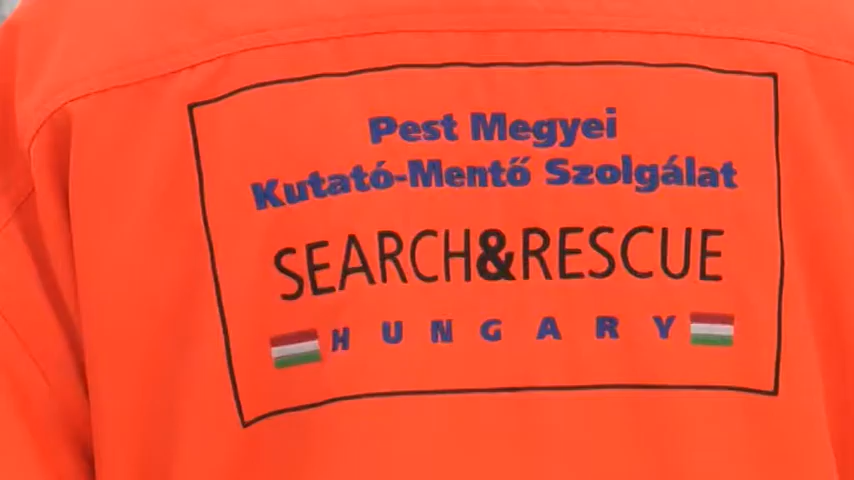 Pest Megyei
Kutató-Mentő Szolgálat
SEARCH&RESCUE
HUNGARY